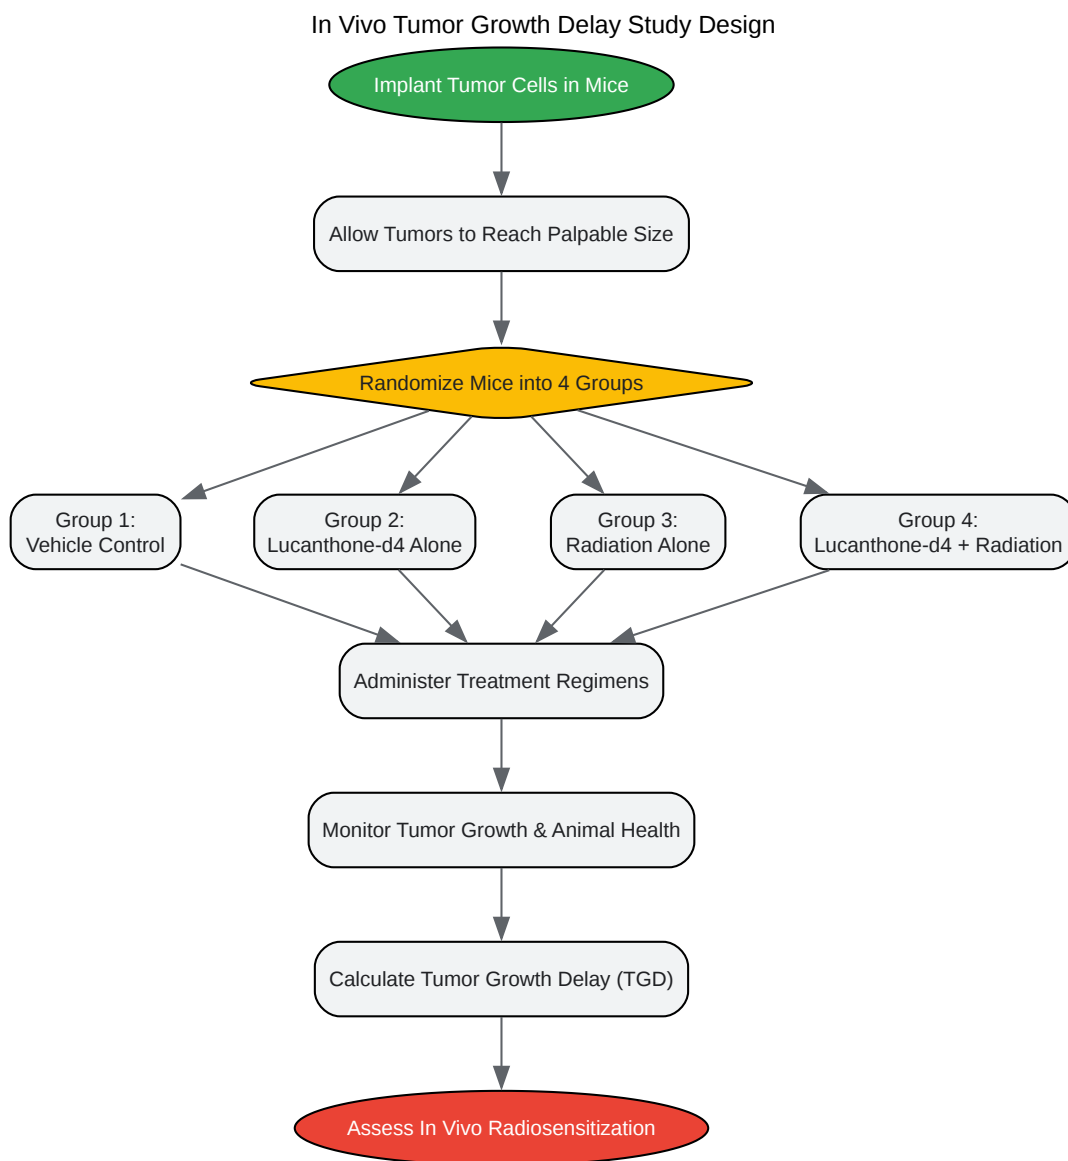 In Vivo Tumor Growth Delay Study Design
Implant Tumor Cells in Mice
Allow Tumors to Reach Palpable Size
Randomize Mice into 4 Groups
Group 1:
Vehicle Control
Group 2:
Lucanthone-d4 Alone
Group 3:
Radiation Alone
Group 4:
Lucanthone-d4 + Radiation
Administer Treatment Regimens
Monitor Tumor Growth & Animal Health
Calculate Tumor Growth Delay (TGD)
Assess In Vivo Radiosensitization